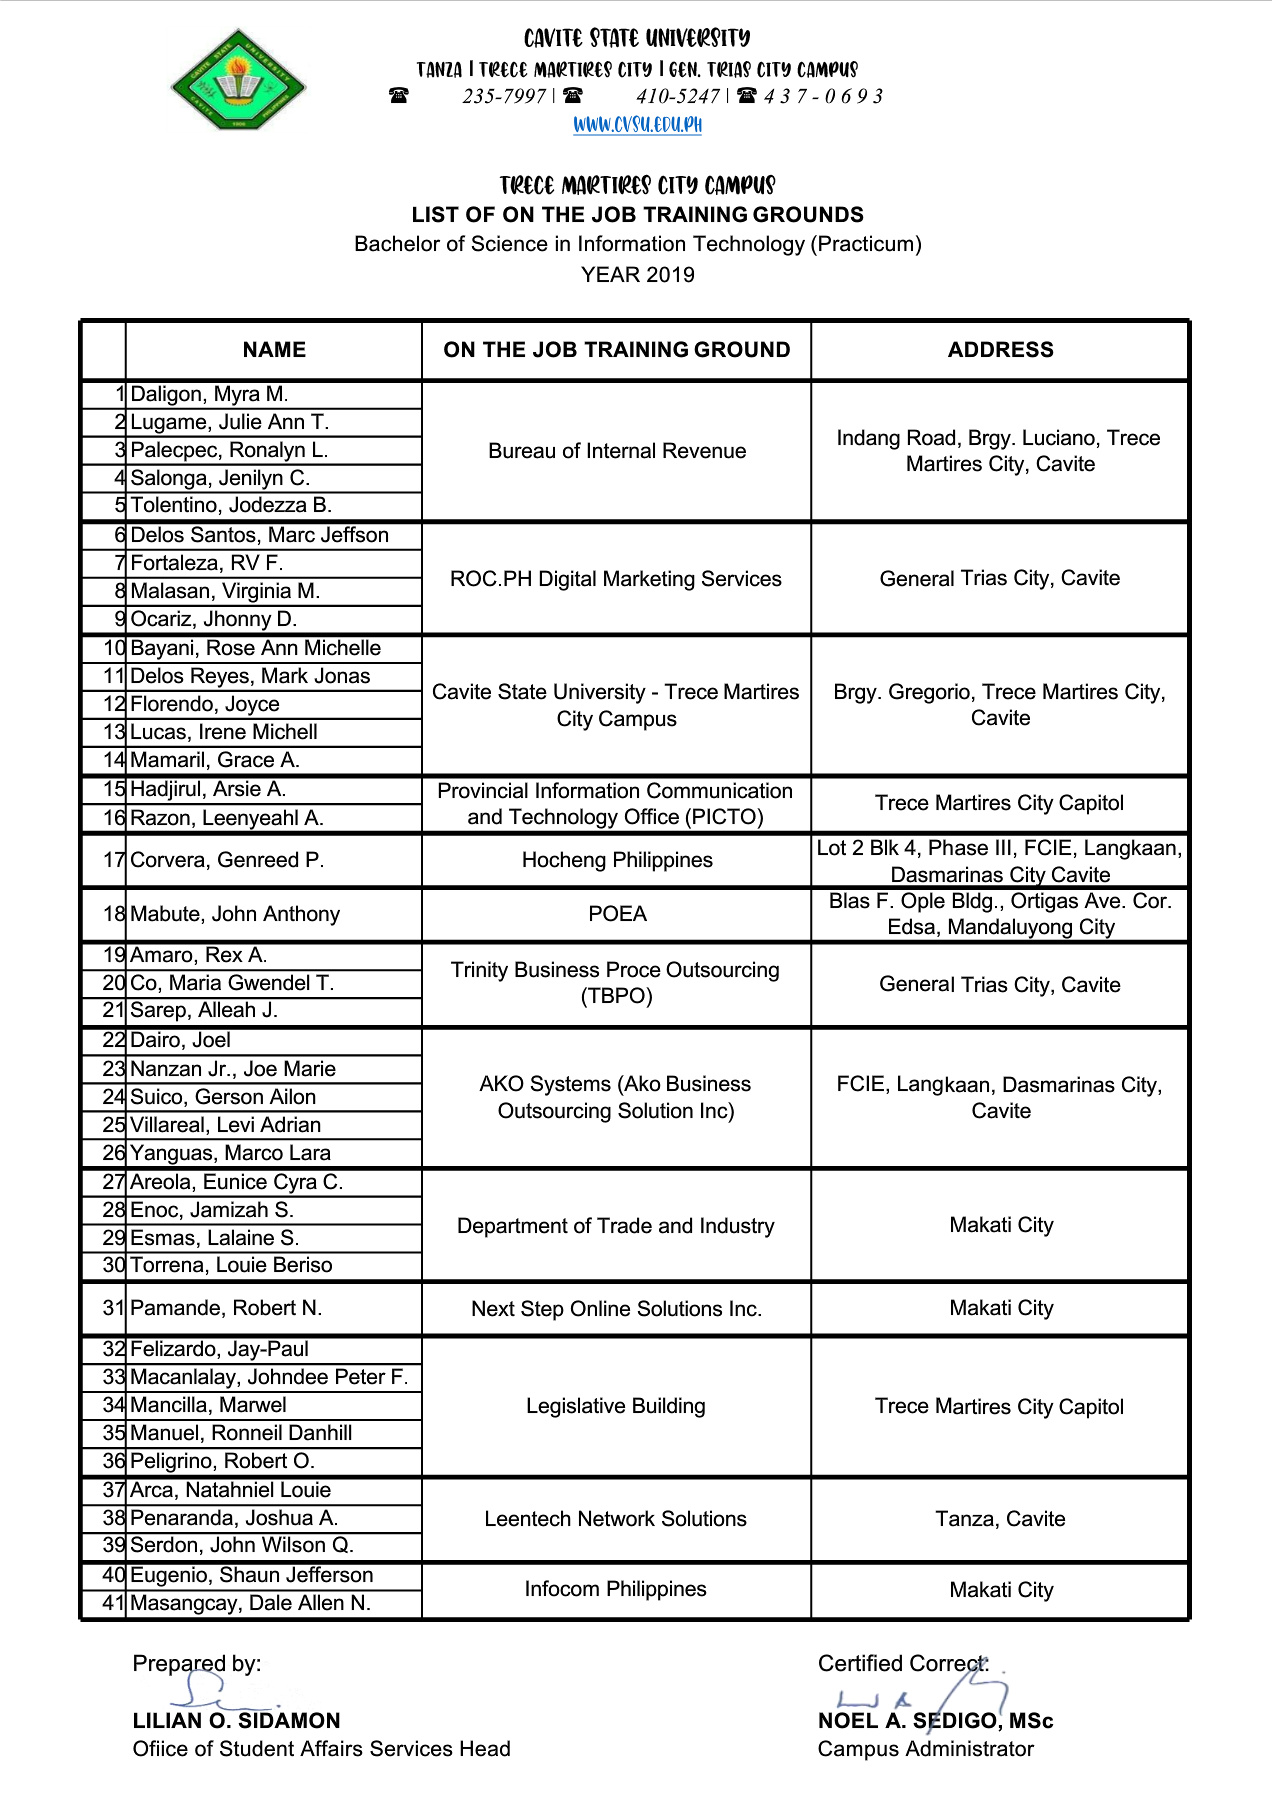 CAVITE STATE UNIVERSITY
TANZA | TRECE MARTIRES CITY | GEN. TRIAS CITY CAMPUS
☎ 235-7997 | ☎ 410-5247 | ☎ 4 3 7 - 0 6 9 3
WWW.CVSU.EDU.PH
TRECE MARTIRES CITY CAMPUS
LIST OF ON THE JOB TRAINING GROUNDS
Bachelor of Science in Information Technology (Practicum)
YEAR 2019
NAME ON THE JOB TRAINING GROUND ADDRESS
1 Daligon, Myra M.
2 Lugame, Julie Ann T.
3 Palecpec, Ronalyn L.
4 Salonga, Jenilyn C.
5 Tolentino, Jodezza B.
Bureau of Internal Revenue
Indang Road, Brgy. Luciano, Trece
Martires City, Cavite
6 Delos Santos, Marc Jeffson
7 Fortaleza, RV F.
8 Malasan, Virginia M.
9 Ocariz, Jhonny D.
ROC.PH Digital Marketing Services
General Trias City, Cavite
10 Bayani, Rose Ann Michelle
11 Delos Reyes, Mark Jonas
12 Florendo, Joyce
13 Lucas, Irene Michell
14 Mamaril, Grace A.
Cavite State University - Trece Martires
City Campus
Brgy. Gregorio, Trece Martires City,
Cavite
15 Hadjirul, Arsie A.
16 Razon, Leenyeahl A.
Provincial Information Communication
and Technology Office (PICTO)
Trece Martires City Capitol
17 Corvera, Genreed P.
Hocheng Philippines
Lot 2 Blk 4, Phase III, FCIE, Langkaan,
Dasmarinas City Cavite
18 Mabute, John Anthony
POEA
Blas F. Ople Bldg., Ortigas Ave. Cor.
Edsa, Mandaluyong City
19 Amaro, Rex A.
20 Co, Maria Gwendel T.
21 Sarep, Alleah J.
Trinity Business Proce Outsourcing
(TBPO)
General Trias City, Cavite
22 Dairo, Joel
23 Nanzan Jr., Joe Marie
24 Suico, Gerson Ailon
25 Villareal, Levi Adrian
26 Yanguas, Marco Lara
AKO Systems (Ako Business
Outsourcing Solution Inc)
FCIE, Langkaan, Dasmarinas City,
Cavite
27 Areola, Eunice Cyra C.
28 Enoc, Jamizah S.
29 Esmas, Lalaine S.
30 Torrena, Louie Beriso
Department of Trade and Industry
Makati City
31 Pamande, Robert N.
Next Step Online Solutions Inc.
Makati City
32 Felizardo, Jay-Paul
33 Macanlalay, Johndee Peter F.
34 Mancilla, Marwel
35 Manuel, Ronneil Danhill
36 Peligrino, Robert O.
Legislative Building
Trece Martires City Capitol
37 Arca, Natahniel Louie
38 Penaranda, Joshua A.
39 Serdon, John Wilson Q.
Leentech Network Solutions
Tanza, Cavite
40 Eugenio, Shaun Jefferson
41 Masangcay, Dale Allen N.
Infocom Philippines
Makati City
Prepared by:
LILIAN O. SIDAMON
Ofiice of Student Affairs Services Head
Certified Correct:
NOEL A. SEDIGO, MSc
Campus Administrator